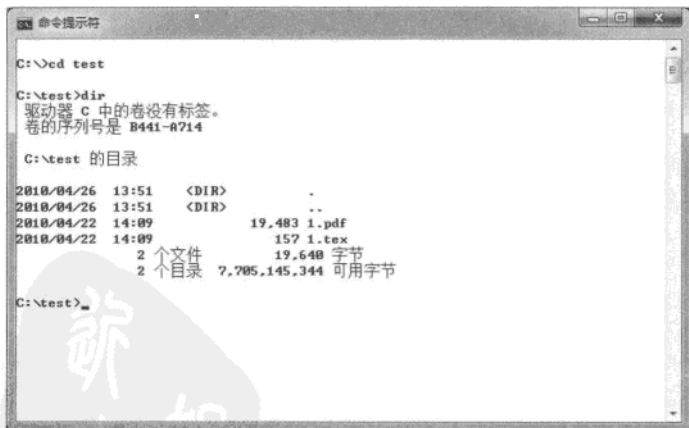 命令提示符
C:\>cd test
C:\test>dir
驱动器 C 中的卷没有标签。
卷的序列号是 B441-A714
C:\test 的目录
2010/04/26  13:51    <DIR>          .
2010/04/26  13:51    <DIR>          ..
2010/04/22  14:09            19,483 1.pdf
2010/04/22  14:09               157 1.tex
2 个文件         19,640 字节
2 个目录  7,705,145,344 可用字节
C:\test>_